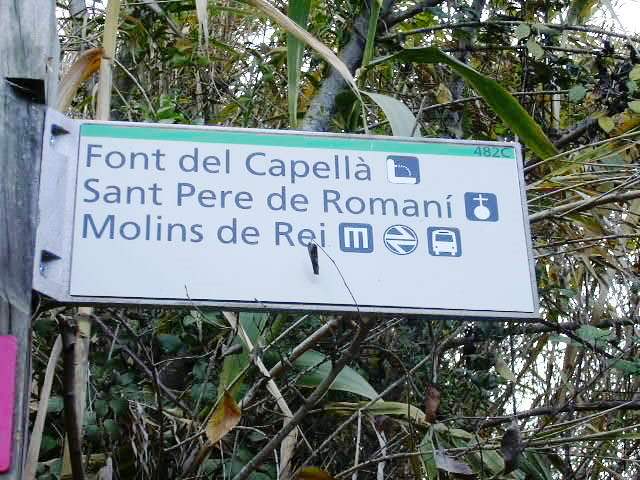 482C
Font del Capellà
Sant Pere de Romaní
Molins de Rei